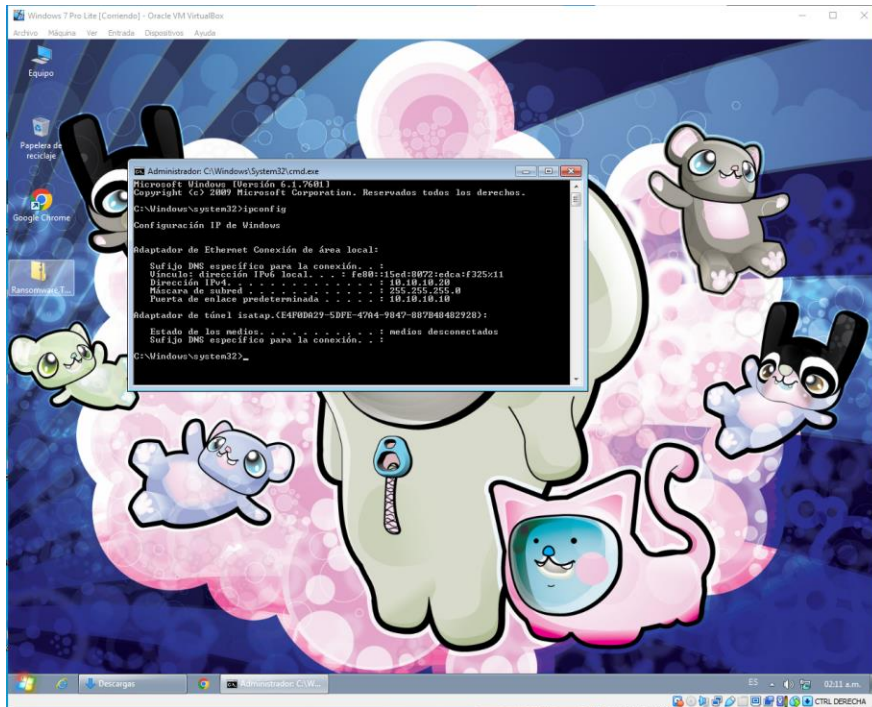 Windows 7 Pro Lite [Corriendo] - Oracle VM VirtualBox
Archivo Máquina Ver Entrada Dispositivos Ayuda
Equipo
Papelera de
reciclaje
Google Chrome
Ransomware T...
Administrador: C:\Windows\System32\cmd.exe
Microsoft Windows [Versión 6.1.7601]
Copyright (c) 2009 Microsoft Corporation. Reservados todos los derechos.
C:\Windows\system32>ipconfig
Configuración IP de Windows
Adaptador de Ethernet Conexión de área local:
Sufijo DNS específico para la conexión. . :
Vínculo: dirección IPv6 local. . . : fe80::15ed:8072:edca:f325%11
Dirección IPv4. . . . . . . . . . . . . . : 10.10.10.20
Máscara de subred . . . . . . . . . . . . : 255.255.255.0
Puerta de enlace predeterminada . . . . . : 10.10.10.10
Adaptador de túnel isatap.{E4F0DA29-5DFE-47A4-9847-887B48482928}:
Estado de los medios. . . . . . . . . . . : medios desconectados
Sufijo DNS específico para la conexión. . :
C:\Windows\system32>_
Descargas
Administrador: C:\W...
ES
02:11 a.m.
CTRL DERECHA